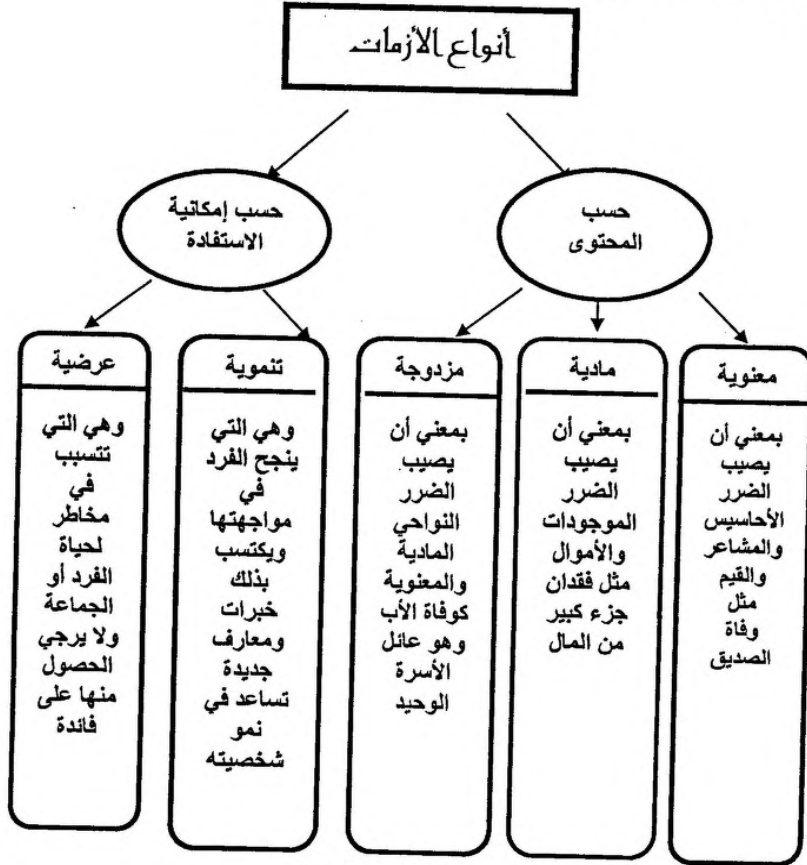 أنواع الأزمات
حسب
المحتوى
حسب إمكانية
الاستفادة
معنوية
بمعني أن
يصيب
الضرر
الأحاسيس
والمشاعر
والقيم
مثل
وفاة
الصديق
مادية
بمعني أن
يصيب
الضرر
الموجودات
والأموال
مثل فقدان
جزء كبير
من المال
مزدوجة
بمعني أن
يصيب
الضرر
النواحي
المادية
والمعنوية
كوفاة الأب
وهو عائل
الأسرة
الوحيد
تنموية
وهي التي
ينجح الفرد
في
مواجهتها
ويكتسب
بذلك
خبرات
ومعارف
جديدة
تساعد في
نمو
شخصيته
عرضية
وهي التي
تتسبب
في
مخاطر
لحياة
الفرد أو
الجماعة
ولا يرجي
الحصول
منها على
فائدة